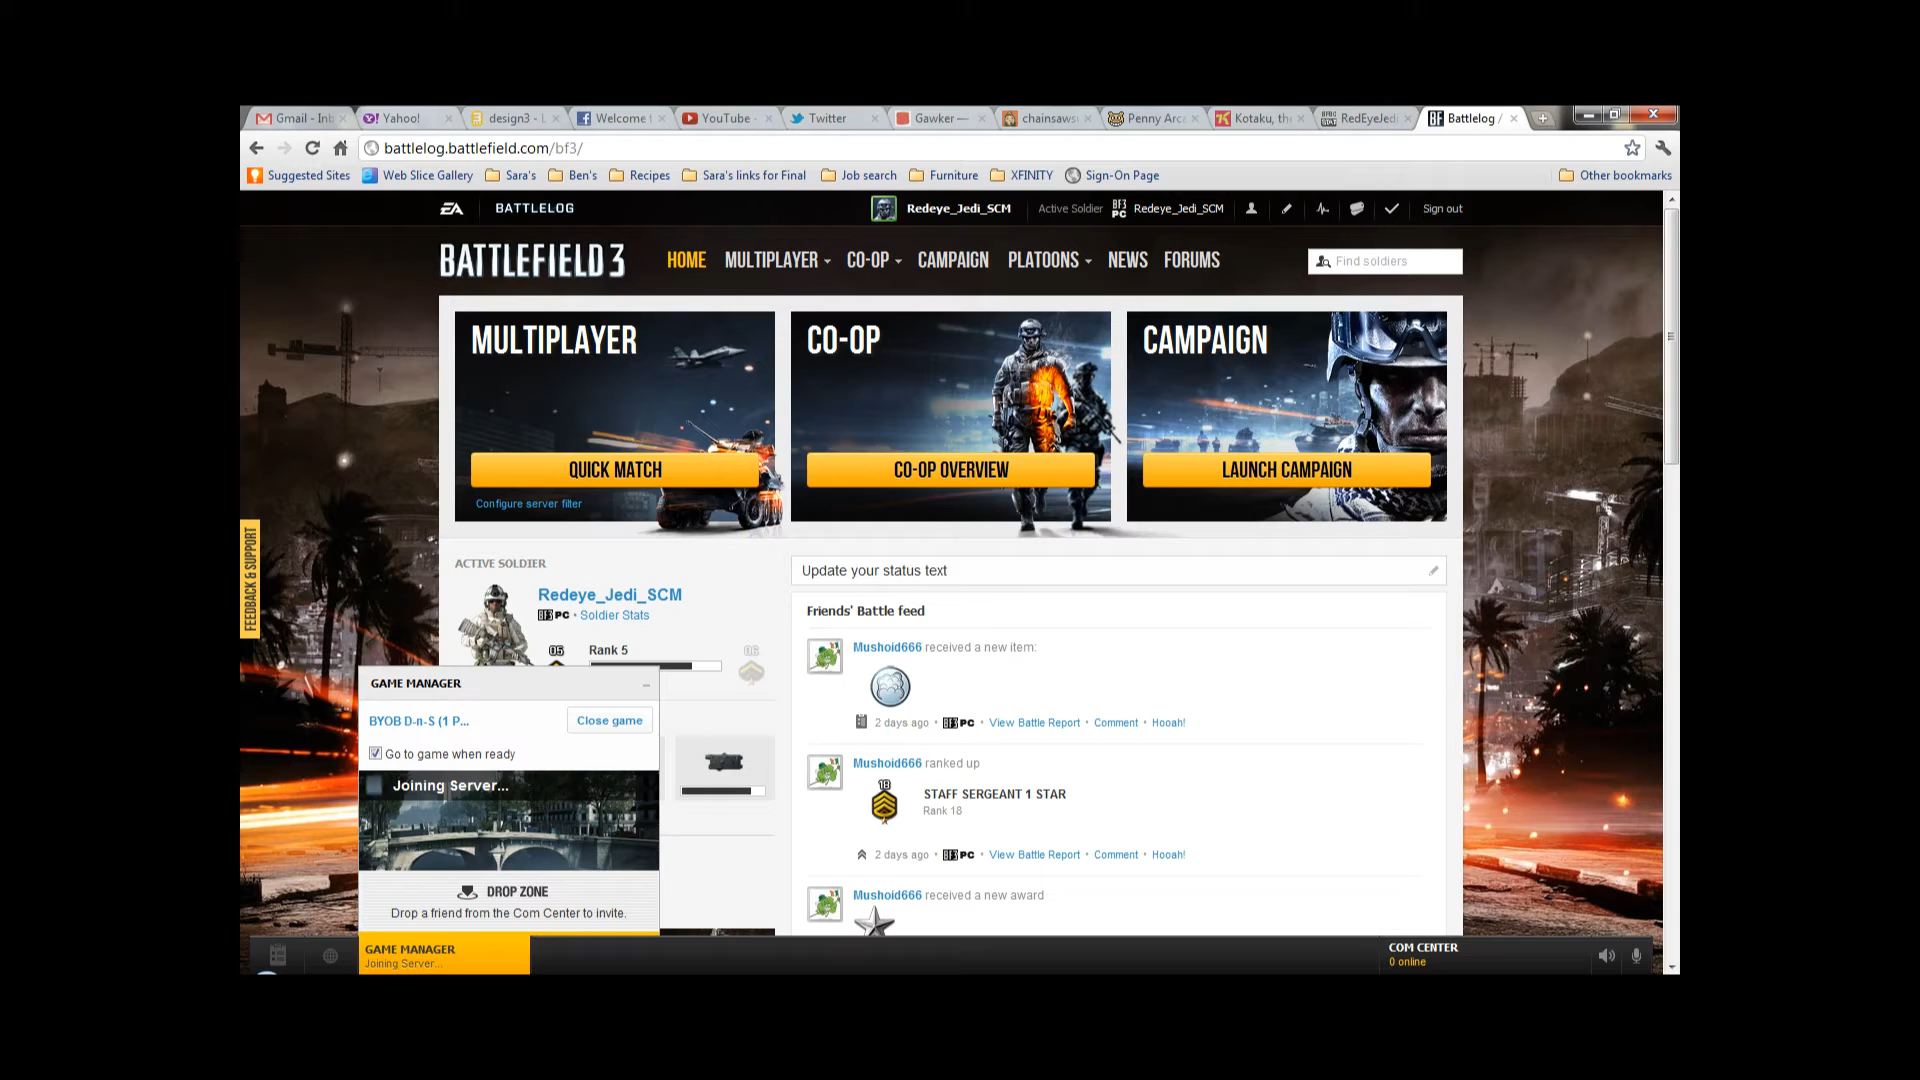 Gmail - Inb
Yahoo!
design3 - L
Welcome t
YouTube -
Twitter
Gawker —
chainsaws
Penny Arca
Kotaku, the
RedEyeJedi
Battlelog /
battlelog.battlefield.com/bf3/
Suggested Sites Web Slice Gallery Sara's Ben's Recipes Sara's links for Final Job search Furniture XFINITY Sign-On Page Other bookmarks
EA BATTLELOG Redeye_Jedi_SCM Active Soldier BF3 PC Redeye_Jedi_SCM Sign out
BATTLEFIELD 3 HOME MULTIPLAYER CO-OP CAMPAIGN PLATOONS NEWS FORUMS Find soldiers
MULTIPLAYER
QUICK MATCH
Configure server filter
CO-OP
CO-OP OVERVIEW
CAMPAIGN
LAUNCH CAMPAIGN
FEEDBACK & SUPPORT
ACTIVE SOLDIER
Redeye_Jedi_SCM
BF3 PC • Soldier Stats
05 Rank 5 06
GAME MANAGER
BYOB D-n-S (1 P... Close game
Go to game when ready
Joining Server...
DROP ZONE
Drop a friend from the Com Center to invite.
Update your status text
Friends' Battle feed
Mushoid666 received a new item:
2 days ago • BF3 PC • View Battle Report • Comment • Hooah!
Mushoid666 ranked up
18
STAFF SERGEANT 1 STAR
Rank 18
2 days ago • BF3 PC • View Battle Report • Comment • Hooah!
Mushoid666 received a new award
GAME MANAGER
Joining Server...
COM CENTER
0 online